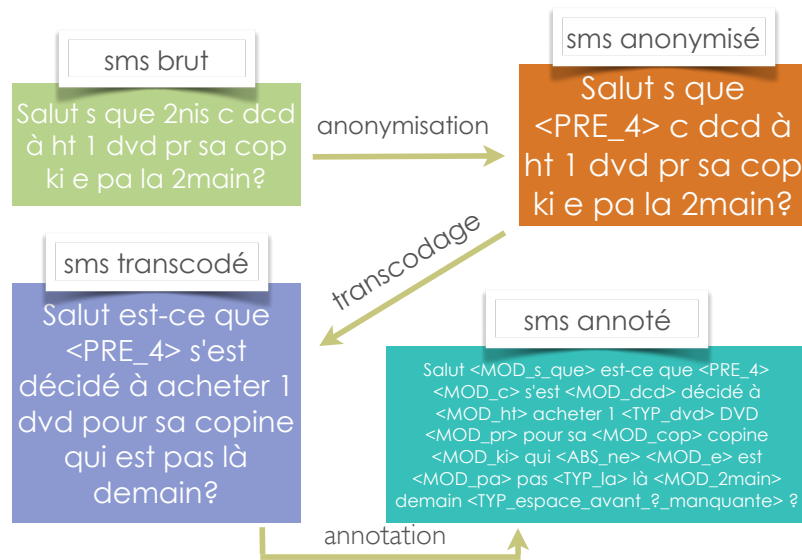 sms brut
Salut s que 2nis c dcd
à ht 1 dvd pr sa cop
ki e pa la 2main?
anonymisation
sms anonymisé
Salut s que
<PRE_4> c dcd à
ht 1 dvd pr sa cop
ki e pa la 2main?
transcodage
sms transcodé
Salut est-ce que
<PRE_4> s'est
décidé à acheter 1
dvd pour sa copine
qui est pas là
demain?
annotation
sms annoté
Salut <MOD_s_que> est-ce que <PRE_4>
<MOD_c> s'est <MOD_dcd> décidé à
<MOD_ht> acheter 1 <TYP_dvd> DVD
<MOD_pr> pour sa <MOD_cop> copine
<MOD_ki> qui <ABS_ne> <MOD_e> est
<MOD_pa> pas <TYP_la> là <MOD_2main>
demain <TYP_espace_avant_?_manquante> ?